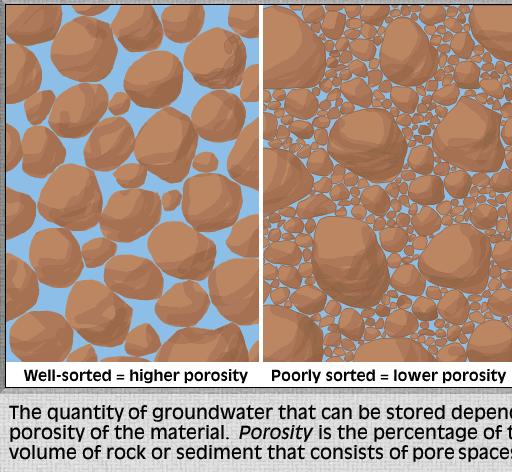 Well-sorted = higher porosity
Poorly sorted = lower porosity
The quantity of groundwater that can be stored
porosity of the material. Porosity is the percentage of
volume of rock or sediment that consists of pore spaces